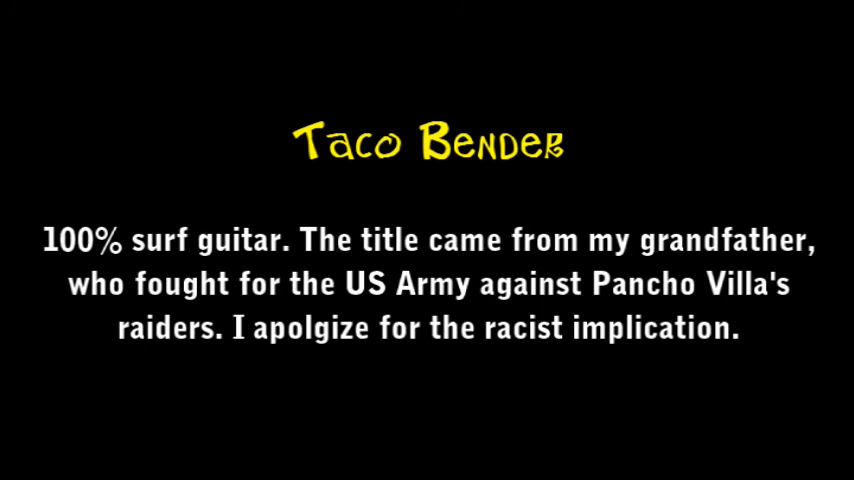 Taco Bender
100% surf guitar. The title came from my grandfather,
who fought for the US Army against Pancho Villa's
raiders. I apolgize for the racist implication.